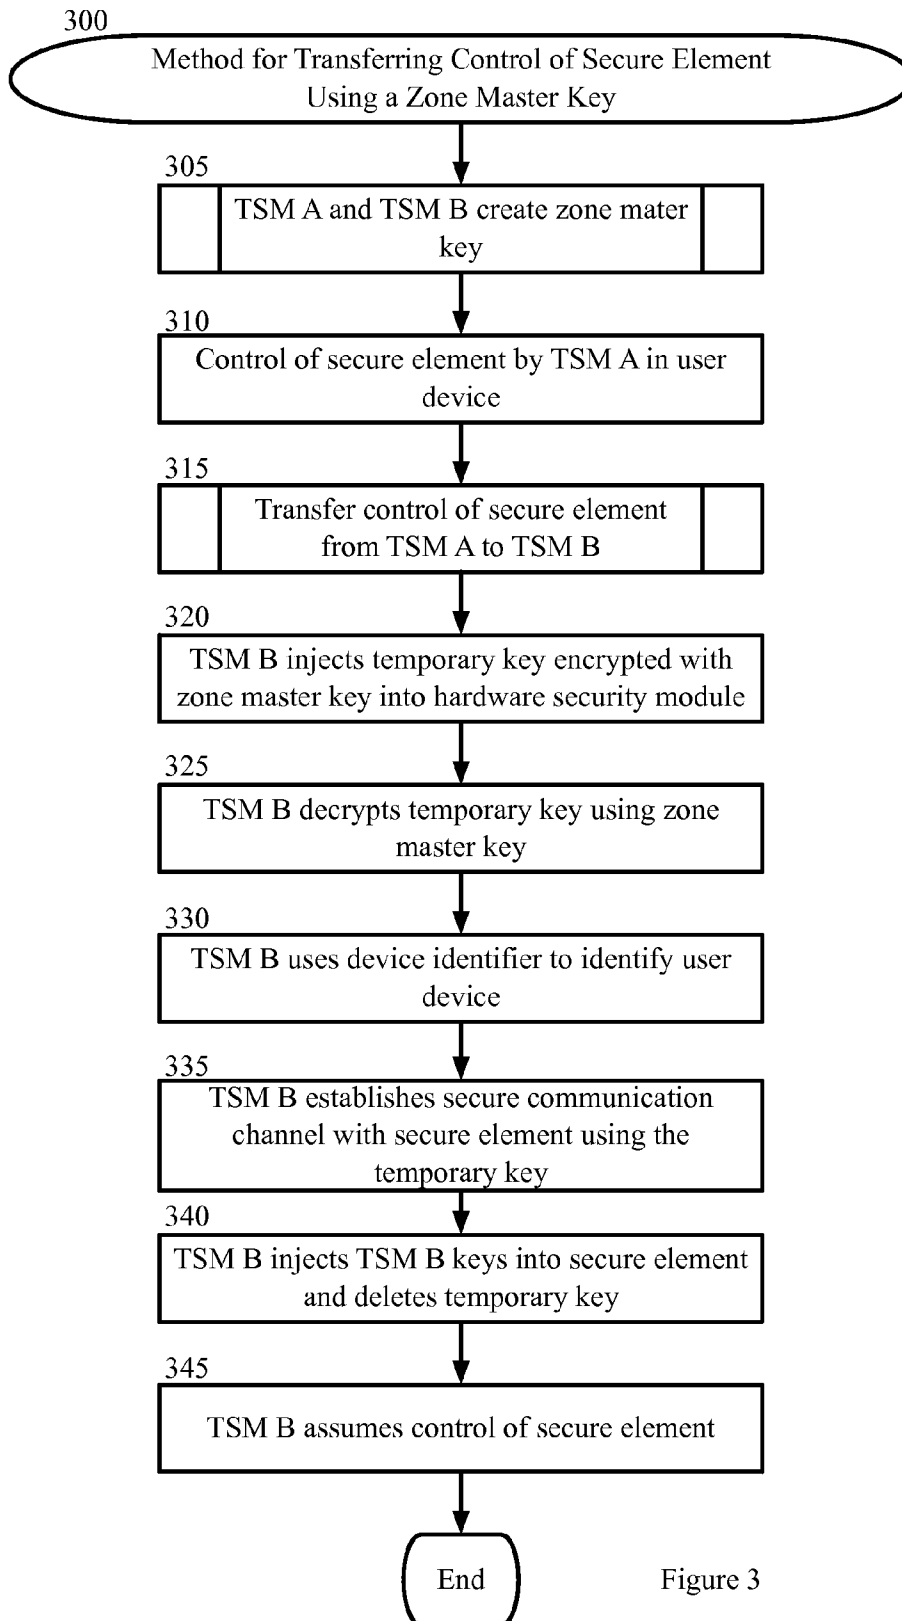 300
Method for Transferring Control of Secure Element
Using a Zone Master Key
305
TSM A and TSM B create zone mater
key
310
Control of secure element by TSM A in user
device
315
Transfer control of secure element
from TSM A to TSM B
320
TSM B injects temporary key encrypted with
zone master key into hardware security module
325
TSM B decrypts temporary key using zone
master key
330
TSM B uses device identifier to identify user
device
335
TSM B establishes secure communication
channel with secure element using the
temporary key
340
TSM B injects TSM B keys into secure element
and deletes temporary key
345
TSM B assumes control of secure element
End
Figure 3